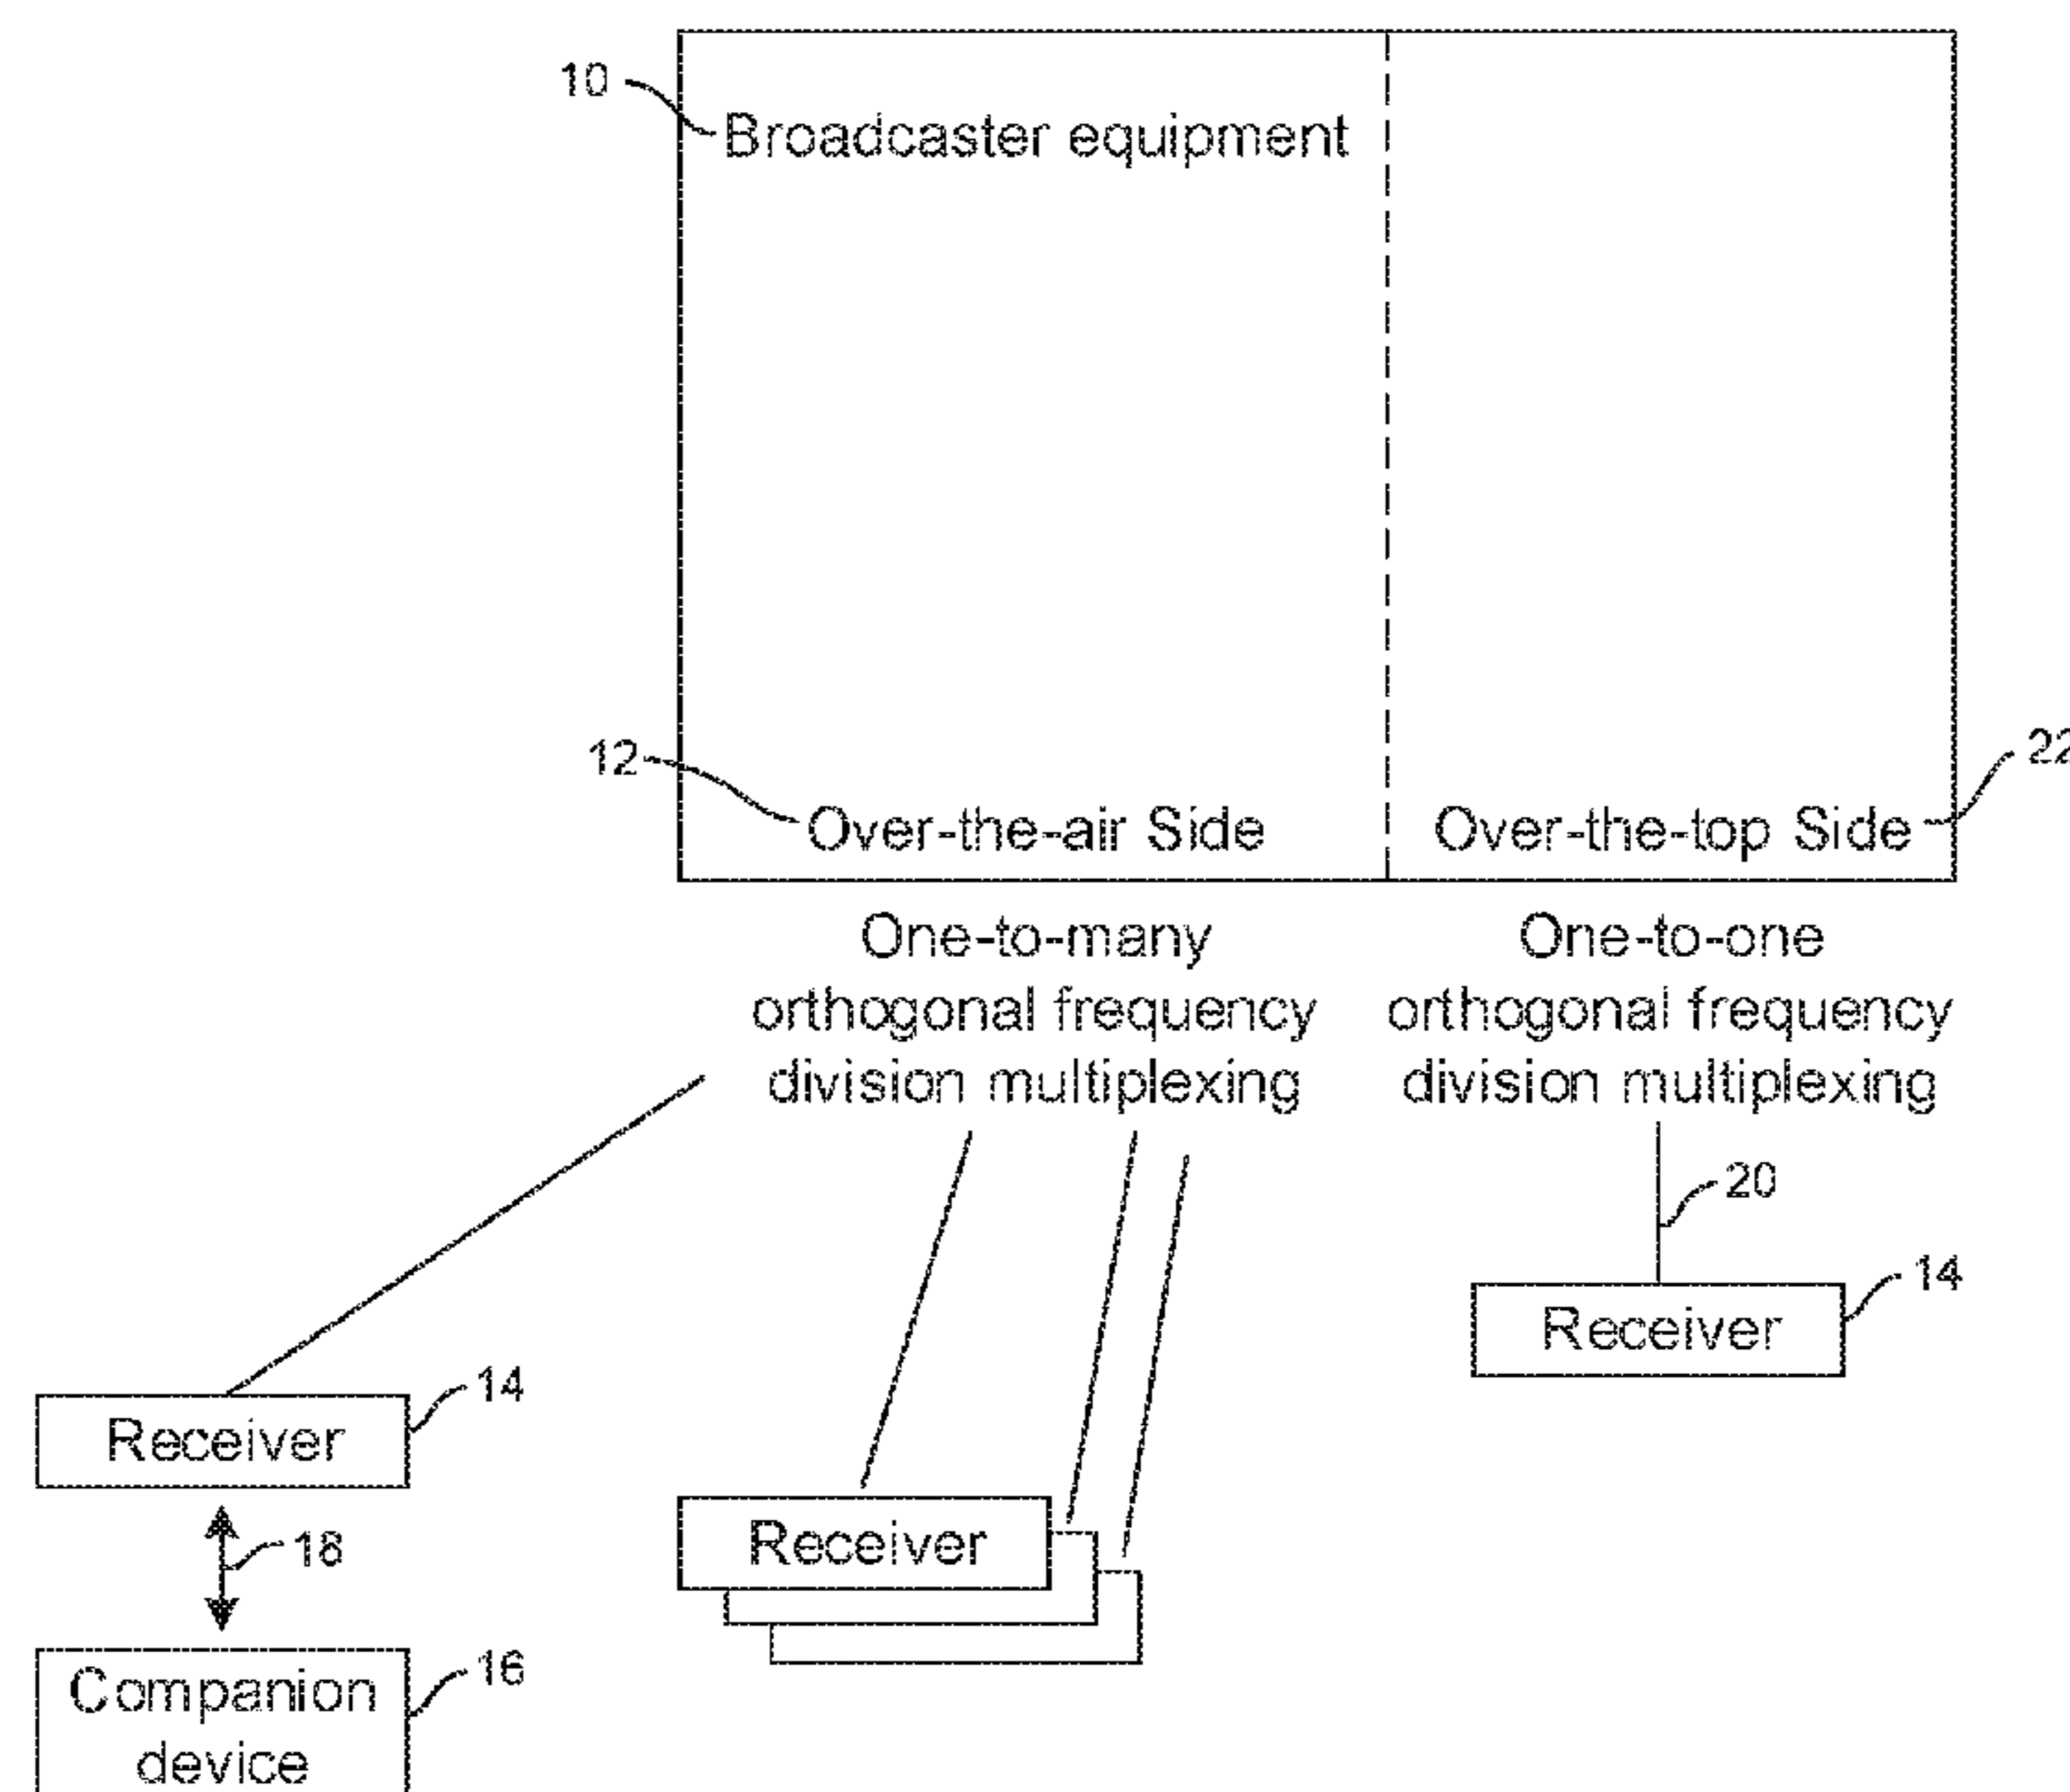 10
Broadcaster equipment
12
22
Over-the-air Side
Over-the-top Side
One-to-many
orthogonal frequency
division multiplexing
One-to-one
orthogonal frequency
division multiplexing
20
14
Receiver
14
Receiver
18
Receiver
16
Companion
device